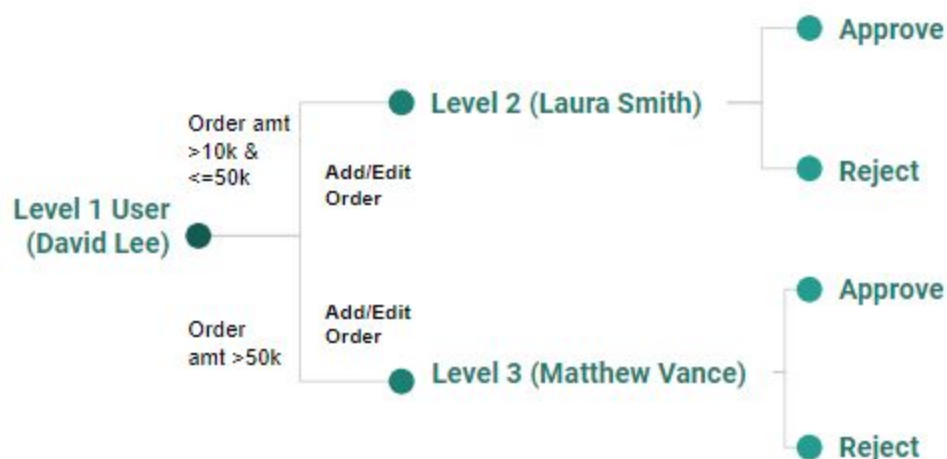 Approve
Level 2 (Laura Smith)
Order amt
>10k &
<=50k
Add/Edit
Order
Reject
Level 1 User
(David Lee)
Approve
Add/Edit
Order
Order
amt >50k
Level 3 (Matthew Vance)
Reject